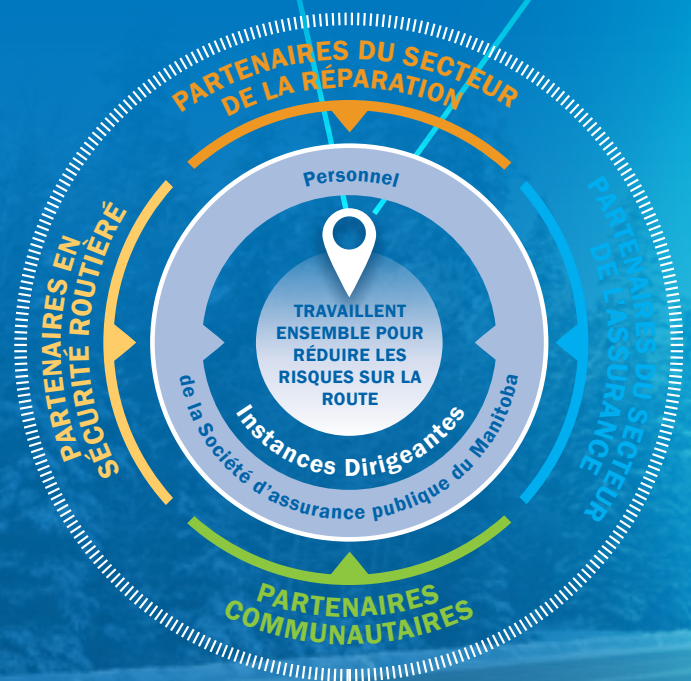 PARTENAIRES DU SECTEUR
DE LA RÉPARATION
PARTENAIRES EN
SÉCURITÉ ROUTIÈRÉ
PARTENAIRES DU SECTEUR
DE L'ASSURANCE
Personnel
de la Société d'assurance publique du Manitoba
TRAVAILLENT
ENSEMBLE POUR
RÉDUIRE LES
RISQUES SUR LA
ROUTE
Instances Dirigeantes
PARTENAIRES
COMMUNAUTAIRES